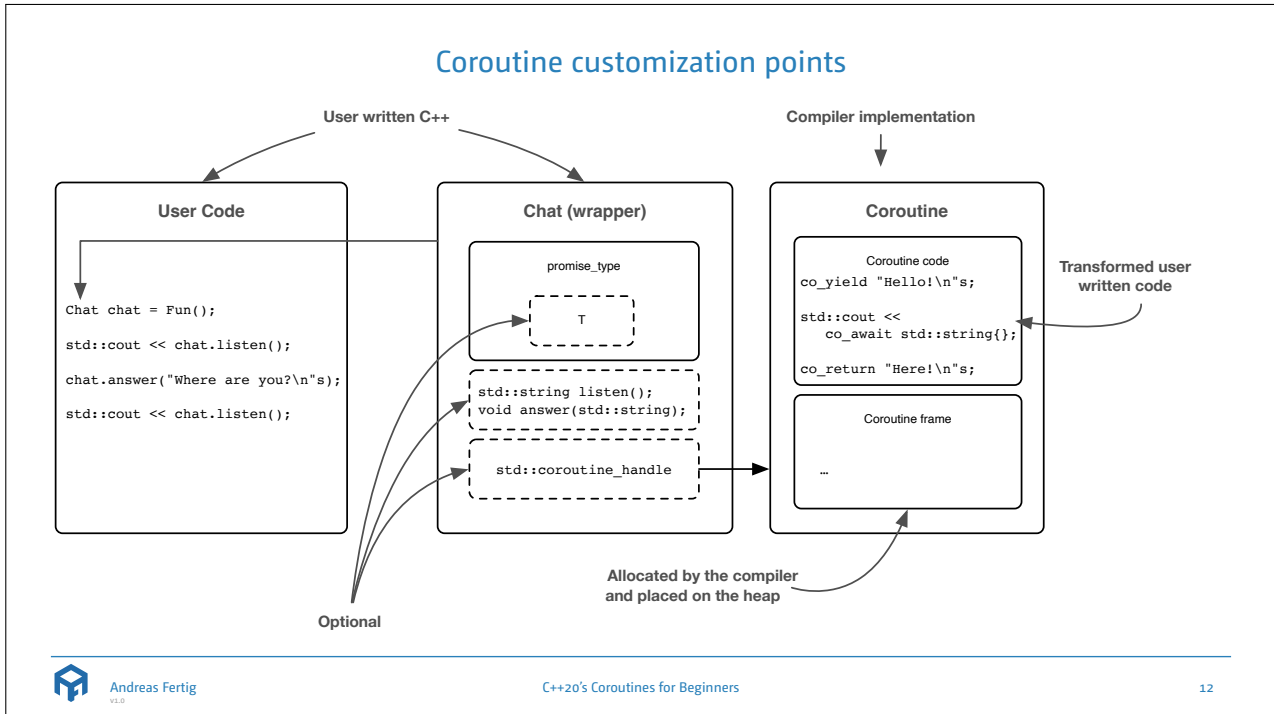 Coroutine customization points
User written C++
Compiler implementation
User Code
Chat chat = Fun();
std::cout << chat.listen();
chat.answer("Where are you?\n"s);
std::cout << chat.listen();
Chat (wrapper)
promise_type
T
std::string listen();
void answer(std::string);
std::coroutine_handle
Coroutine
Coroutine code
co_yield "Hello!\n"s;
std::cout <<
co_await std::string{};
co_return "Here!\n"s;
Coroutine frame
…
Transformed user
written code
Allocated by the compiler
and placed on the heap
Optional
Andreas Fertig
v1.0
C++20's Coroutines for Beginners
12